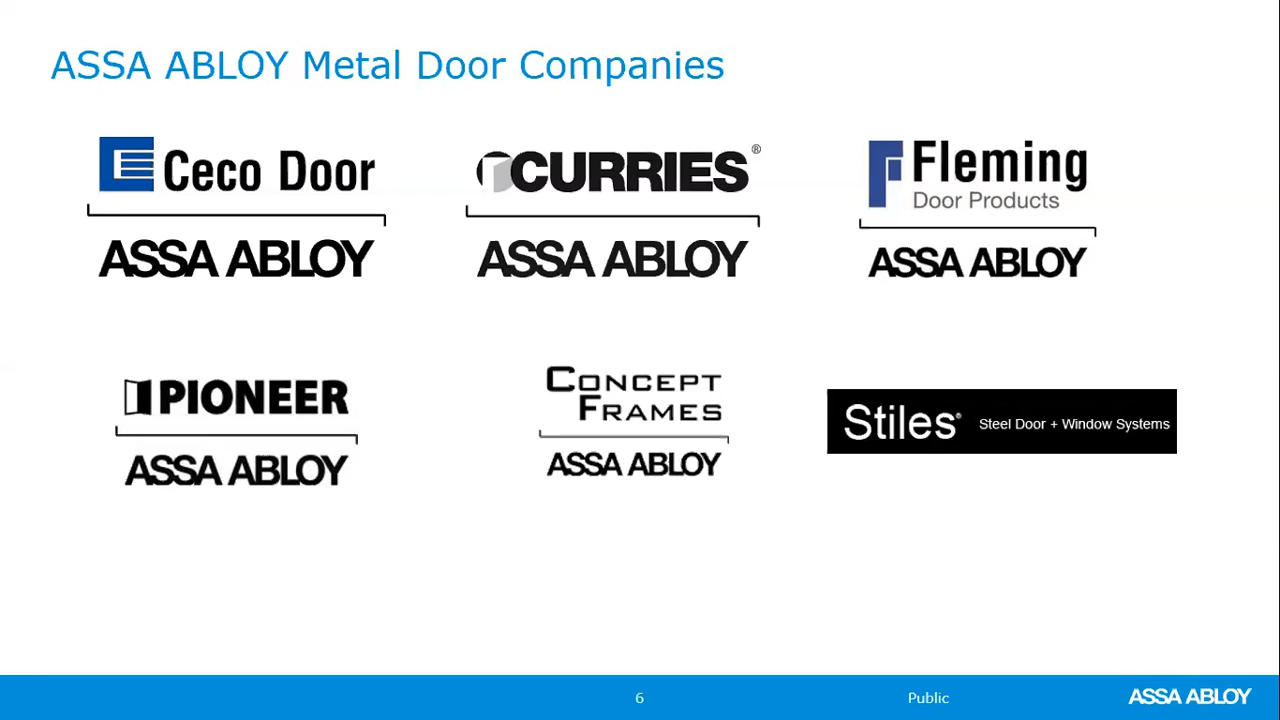 ASSA ABLOY Metal Door Companies
Ceco Door
ASSA ABLOY
CURRIES®
ASSA ABLOY
Fleming
Door Products
ASSA ABLOY
PIONEER
ASSA ABLOY
CONCEPT
FRAMES
ASSA ABLOY
Stiles® Steel Door + Window Systems
6 Public ASSA ABLOY